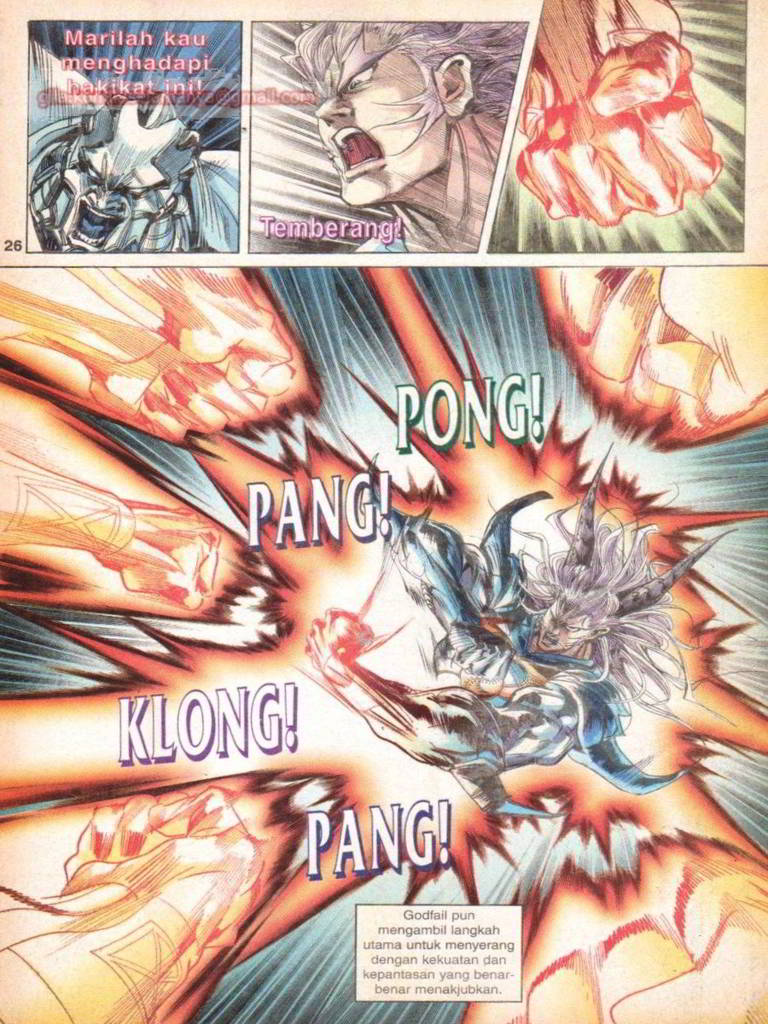 Marilah kau
menghadapi
hakikat ini!
Temberang!
26
PONG!
PANG!
KLONG!
PANG!
Godfail pun
mengambil langkah
utama untuk menyerang
dengan kekuatan dan
kepantasan yang benar-
benar menakjubkan.